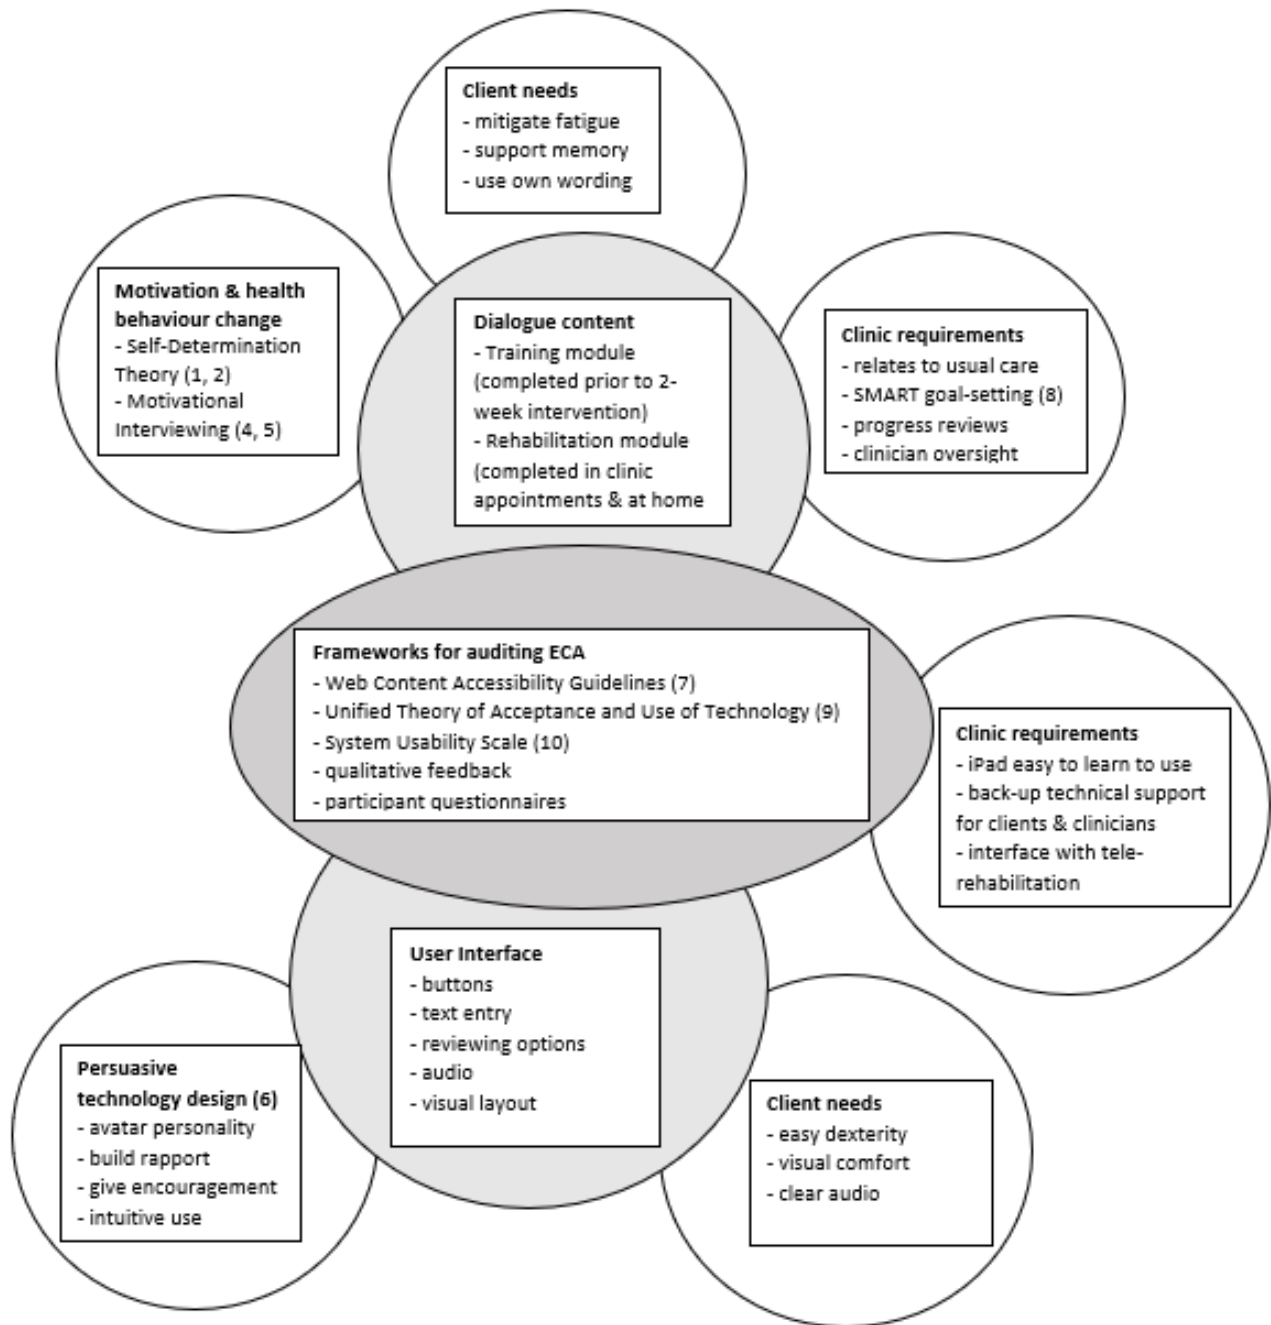 Client needs
- mitigate fatigue
- support memory
- use own wording
Motivation & health
behaviour change
- Self-Determination
Theory (1, 2)
- Motivational
Interviewing (4, 5)
Dialogue content
- Training module
(completed prior to 2-
week intervention)
- Rehabilitation module
(completed in clinic
appointments & at home
Clinic requirements
- relates to usual care
- SMART goal-setting (8)
- progress reviews
- clinician oversight
Frameworks for auditing ECA
- Web Content Accessibility Guidelines (7)
- Unified Theory of Acceptance and Use of Technology (9)
- System Usability Scale (10)
- qualitative feedback
- participant questionnaires
Clinic requirements
- iPad easy to learn to use
- back-up technical support
for clients & clinicians
- interface with tele-
rehabilitation
User Interface
- buttons
- text entry
- reviewing options
- audio
- visual layout
Persuasive
technology design (6)
- avatar personality
- build rapport
- give encouragement
- intuitive use
Client needs
- easy dexterity
- visual comfort
- clear audio